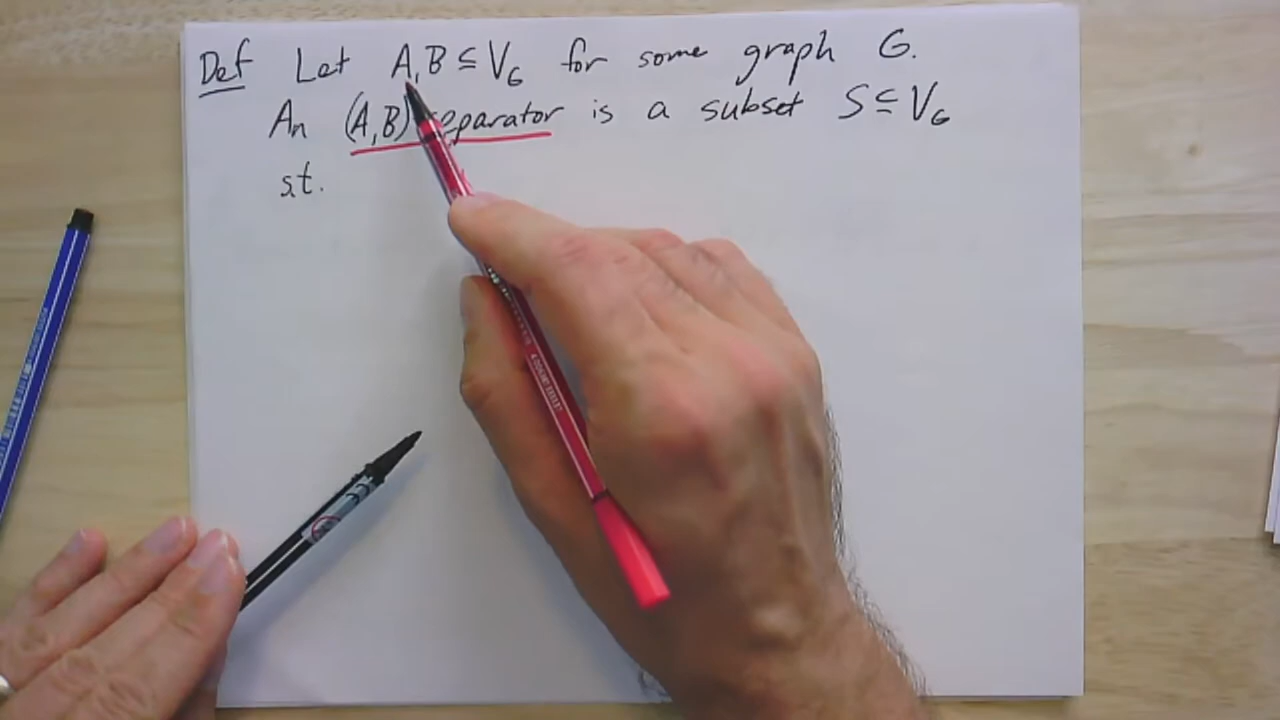 Def Let A,B ⊆ V_G for some graph G.
An (A,B) separator is a subset S ⊆ V_G
s.t.